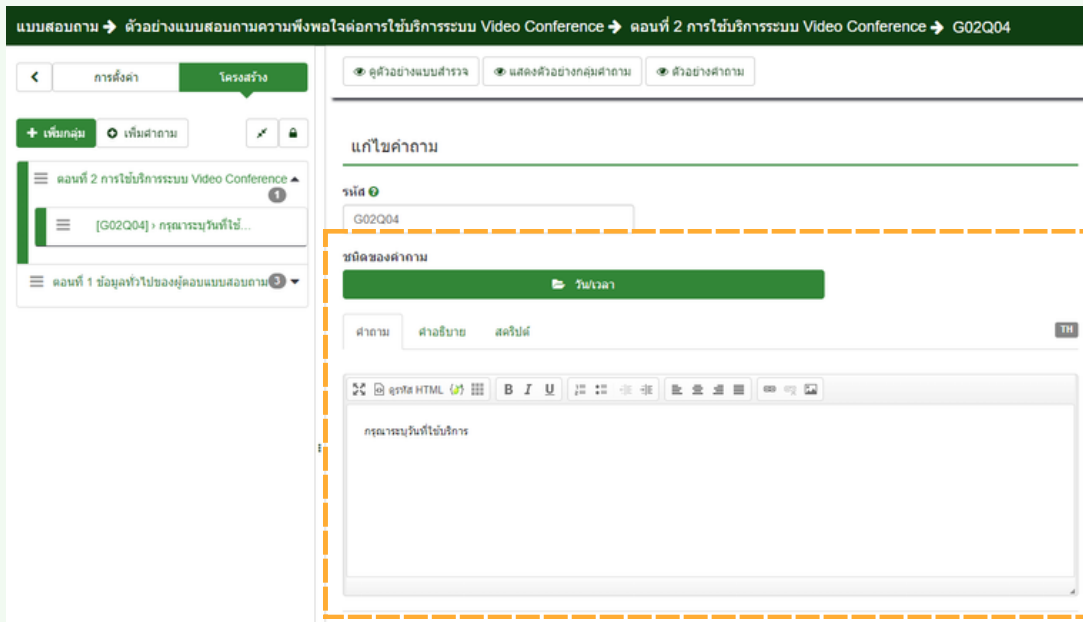 แบบสอบถาม ➔ ตัวอย่างแบบสอบถามความพึงพอใจต่อการใช้บริการระบบ Video Conference ➔ ตอนที่ 2 การใช้บริการระบบ Video Conference ➔ G02Q04
การตั้งค่า โครงสร้าง
ดูตัวอย่างแบบสำรวจ แสดงตัวอย่างกลุ่มคำถาม ตัวอย่างคำถาม
+ เพิ่มกลุ่ม เพิ่มคำถาม
แก้ไขคำถาม
ตอนที่ 2 การใช้บริการระบบ Video Conference
1
[G02Q04] › กรุณาระบุวันที่ใช้...
ตอนที่ 1 ข้อมูลทั่วไปของผู้ตอบแบบสอบถาม 3
รหัส
G02Q04
ชนิดของคำถาม
วัน/เวลา
คำถาม คำอธิบาย สคริปต์ TH
ดูรหัส HTML B I U
กรุณาระบุวันที่ใช้บริการ